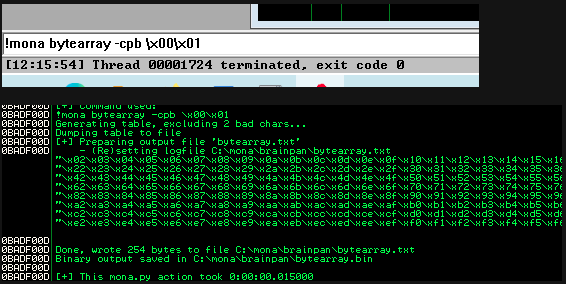 !mona bytearray -cpb \x00\x01
[12:15:54] Thread 00001724 terminated, exit code 0
0BADF00D [+] Command used:
0BADF00D !mona bytearray -cpb \x00\x01
0BADF00D Generating table, excluding 2 bad chars...
0BADF00D Dumping table to file
0BADF00D [+] Preparing output file 'bytearray.txt'
0BADF00D - (Re)setting logfile C:\mona\brainpan\bytearray.txt
"\x02\x03\x04\x05\x06\x07\x08\x09\x0a\x0b\x0c\x0d\x0e\x0f\x10\x11\x12\x13\x14\x15\x16
"\x22\x23\x24\x25\x26\x27\x28\x29\x2a\x2b\x2c\x2d\x2e\x2f\x30\x31\x32\x33\x34\x35\x36
"\x42\x43\x44\x45\x46\x47\x48\x49\x4a\x4b\x4c\x4d\x4e\x4f\x50\x51\x52\x53\x54\x55\x56
"\x62\x63\x64\x65\x66\x67\x68\x69\x6a\x6b\x6c\x6d\x6e\x6f\x70\x71\x72\x73\x74\x75\x76
"\x82\x83\x84\x85\x86\x87\x88\x89\x8a\x8b\x8c\x8d\x8e\x8f\x90\x91\x92\x93\x94\x95\x96
"\xa2\xa3\xa4\xa5\xa6\xa7\xa8\xa9\xaa\xab\xac\xad\xae\xaf\xb0\xb1\xb2\xb3\xb4\xb5\xb6
"\xc2\xc3\xc4\xc5\xc6\xc7\xc8\xc9\xca\xcb\xcc\xcd\xce\xcf\xd0\xd1\xd2\xd3\xd4\xd5\xd6
"\xe2\xe3\xe4\xe5\xe6\xe7\xe8\xe9\xea\xeb\xec\xed\xee\xef\xf0\xf1\xf2\xf3\xf4\xf5\xf6
0BADF00D
0BADF00D Done, wrote 254 bytes to file C:\mona\brainpan\bytearray.txt
0BADF00D Binary output saved in C:\mona\brainpan\bytearray.bin
0BADF00D
0BADF00D [+] This mona.py action took 0:00:00.015000